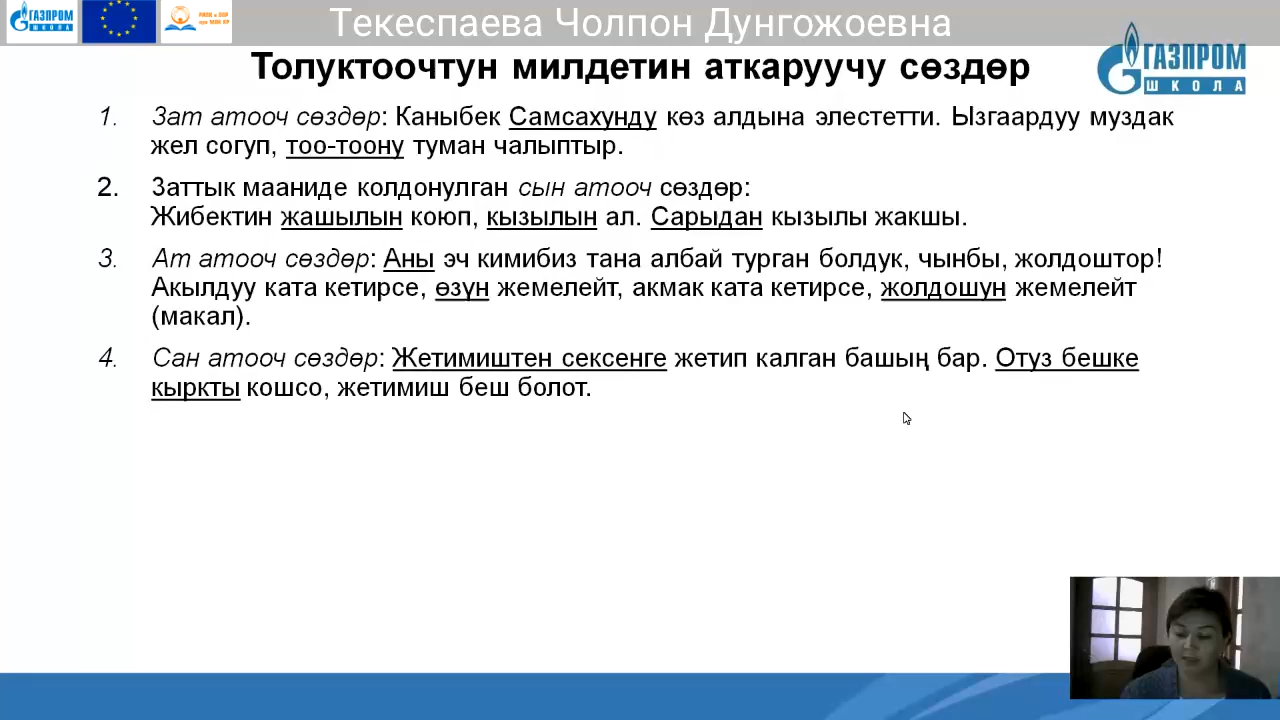 ГАЗПРОМ
ШКОЛА
Текеспаева Чолпон Дунгожоевна
ГАЗПРОМ
ШКОЛА
Толуктоочтун милдетин аткаруучу сөздөр
1. Зат атооч сөздөр: Каныбек Самсахунду көз алдына элестетти. Ызгаардуу муздак
жел согуп, тоо-тоону туман чалыптыр.
2. Заттык мааниде колдонулган сын атооч сөздөр:
Жибектин жашылын коюп, кызылын ал. Сарыдан кызылы жакшы.
3. Ат атооч сөздөр: Аны эч кимибиз тана албай турган болдук, чынбы, жолдоштор!
Акылдуу ката кетирсе, өзүн жемелейт, акмак ката кетирсе, жолдошун жемелейт
(макал).
4. Сан атооч сөздөр: Жетимиштен сексенге жетип калган башың бар. Отуз бешке
кыркты кошсо, жетимиш беш болот.